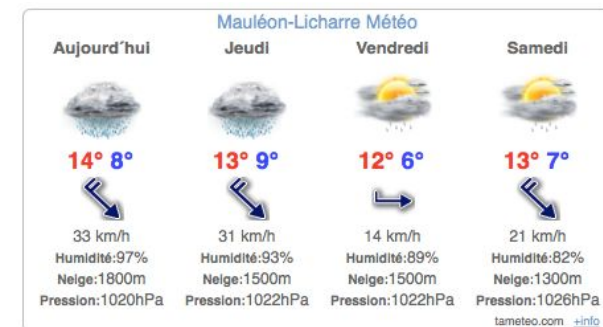 Mauléon-Licharre Météo
Aujourd´hui Jeudi Vendredi Samedi
14° 8° 13° 9° 12° 6° 13° 7°
33 km/h 31 km/h 14 km/h 21 km/h
Humidité:97% Humidité:93% Humidité:89% Humidité:82%
Neige:1800m Neige:1500m Neige:1500m Neige:1300m
Pression:1020hPa Pression:1022hPa Pression:1022hPa Pression:1026hPa
tameteo.com +info